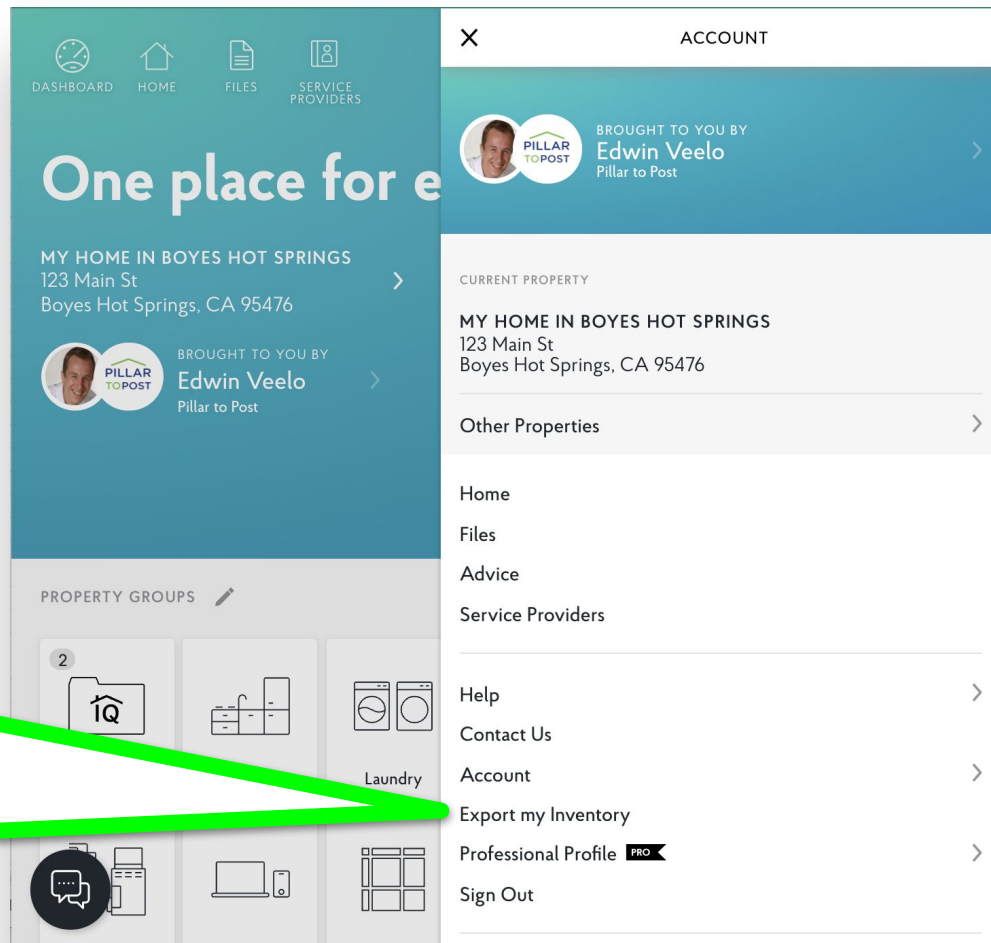 DASHBOARD
HOME
FILES
SERVICE
PROVIDERS
One place for e
MY HOME IN BOYES HOT SPRINGS
123 Main St
Boyes Hot Springs, CA 95476
PILLAR
TOPOST
BROUGHT TO YOU BY
Edwin Veelo
Pillar to Post
PROPERTY GROUPS
2
IQ
Laundry
ACCOUNT
PILLAR
TOPOST
BROUGHT TO YOU BY
Edwin Veelo
Pillar to Post
CURRENT PROPERTY
MY HOME IN BOYES HOT SPRINGS
123 Main St
Boyes Hot Springs, CA 95476
Other Properties
Home
Files
Advice
Service Providers
Help
Contact Us
Account
Export my Inventory
Professional Profile PRO
Sign Out